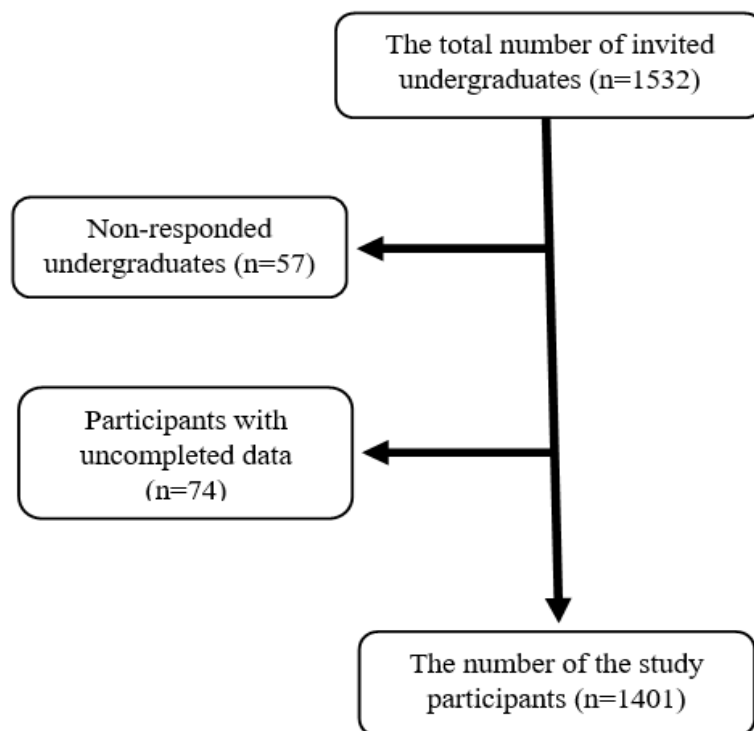 The total number of invited
undergraduates (n=1532)
Non-responded
undergraduates (n=57)
Participants with
uncompleted data
(n=74)
The number of the study
participants (n=1401)